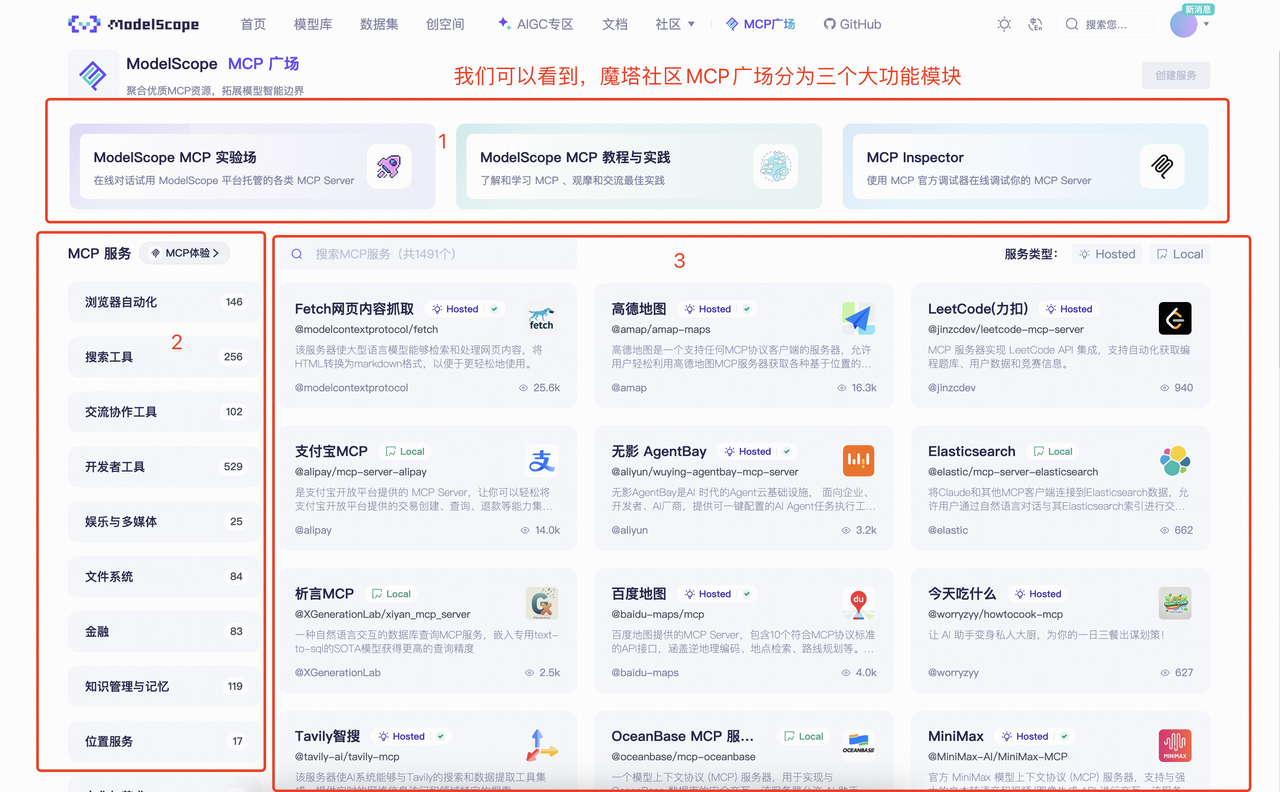 ModelScope
首页
模型库
数据集
创空间
AIGC专区
文档
社区
MCP广场
GitHub
搜索您...
新消息
ModelScope MCP 广场
聚合优质MCP资源，拓展模型智能边界
我们可以看到，魔塔社区MCP广场分为三个大功能模块
创建服务
1
ModelScope MCP 实验场
在线对话试用 ModelScope 平台托管的各类 MCP Server
ModelScope MCP 教程与实践
了解和学习 MCP 、观摩和交流最佳实践
MCP Inspector
使用 MCP 官方调试器在线调试你的 MCP Server
MCP 服务
MCP体验
2
浏览器自动化 146
搜索工具 256
交流协作工具 102
开发者工具 529
娱乐与多媒体 25
文件系统 84
金融 83
知识管理与记忆 119
位置服务 17
搜索MCP服务（共1491个）
3
服务类型：
Hosted
Local
Fetch网页内容抓取 Hosted
@modelcontextprotocol/fetch
fetch
该服务器使大型语言模型能够检索和处理网页内容，将
HTML转换为markdown格式，以便于更轻松地使用。
@modelcontextprotocol 25.6k
高德地图 Hosted
@amap/amap-maps
高德地图是一个支持任何MCP协议客户端的服务器，允许
用户轻松利用高德地图MCP服务器获取各种基于位置的...
@amap 16.3k
LeetCode(力扣) Hosted
@jinzcdev/leetcode-mcp-server
MCP 服务器实现 LeetCode API 集成，支持自动化获取编
程题库、用户数据和竞赛信息。
@jinzcdev 940
支付宝MCP Local
@alipay/mcp-server-alipay
支
是支付宝开放平台提供的 MCP Server，让你可以轻松将
支付宝开放平台提供的交易创建、查询、退款等能力集...
@alipay 14.0k
无影 AgentBay Hosted
@aliyun/wuying-agentbay-mcp-server
无影AgentBay是AI 时代的Agent云基础设施， 面向企业、
开发者、AI厂商，提供可一键配置的AI Agent任务执行工...
@aliyun 3.2k
Elasticsearch Local
@elastic/mcp-server-elasticsearch
将Claude和其他MCP客户端连接到Elasticsearch数据，允
许用户通过自然语言对话与其Elasticsearch索引进行交...
@elastic 662
析言MCP Local
@XGenerationLab/xiyan_mcp_server
一种自然语言交互的数据库查询MCP服务，嵌入专用text-
to-sql的SOTA模型获得更高的查询精度
@XGenerationLab 2.5k
百度地图 Hosted
@baidu-maps/mcp
du
百度地图提供的MCP Server，包含10个符合MCP协议标准
的API接口，涵盖逆地理编码、地点检索、路线规划等。...
@baidu-maps 4.0k
今天吃什么 Hosted
@worryzyy/howtocook-mcp
让 AI 助手变身私人大厨，为你的一日三餐出谋划策！
@worryzyy 627
Tavily智搜 Hosted
@tavily-ai/tavily-mcp
该服务器使AI系统能够与Tavily的搜索和数据提取工具集
OceanBase MCP 服... Local
@oceanbase/mcp-oceanbase
OCEANBASE
一个模型上下文协议 (MCP) 服务器，用于实现与
MiniMax Hosted
@MiniMax-AI/MiniMax-MCP
MINIMAX
官方 MiniMax 模型上下文协议 (MCP) 服务器，支持与强